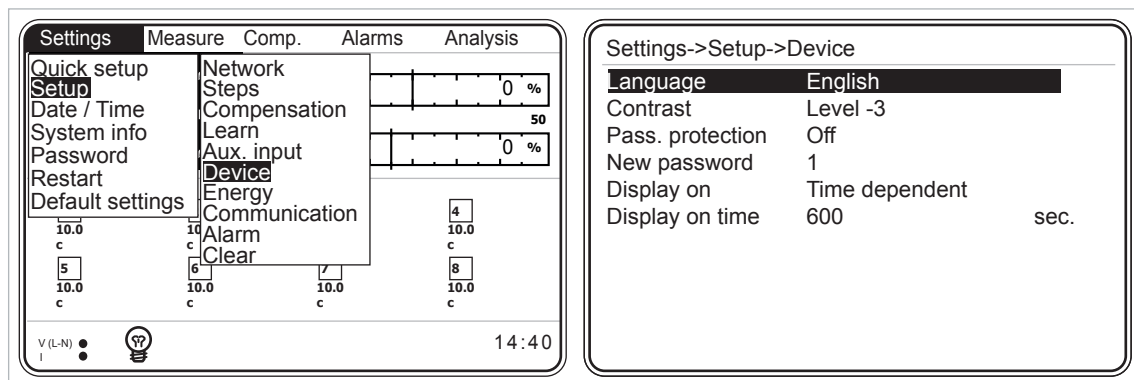 Settings Measure Comp. Alarms Analysis
Quick setup
Setup
Date / Time
System info
Password
Restart
Default settings
Network
Steps
Compensation
Learn
Aux. input
Device
Energy
Communication
Alarm
Clear
0 %
50
0 %
10.0
c
10
c
4
10.0
c
5
10.0
c
6
10.0
c
7
10.0
c
8
10.0
c
V (L-N)
I
14:40
Settings->Setup->Device
Language English
Contrast Level -3
Pass. protection Off
New password 1
Display on Time dependent
Display on time 600 sec.